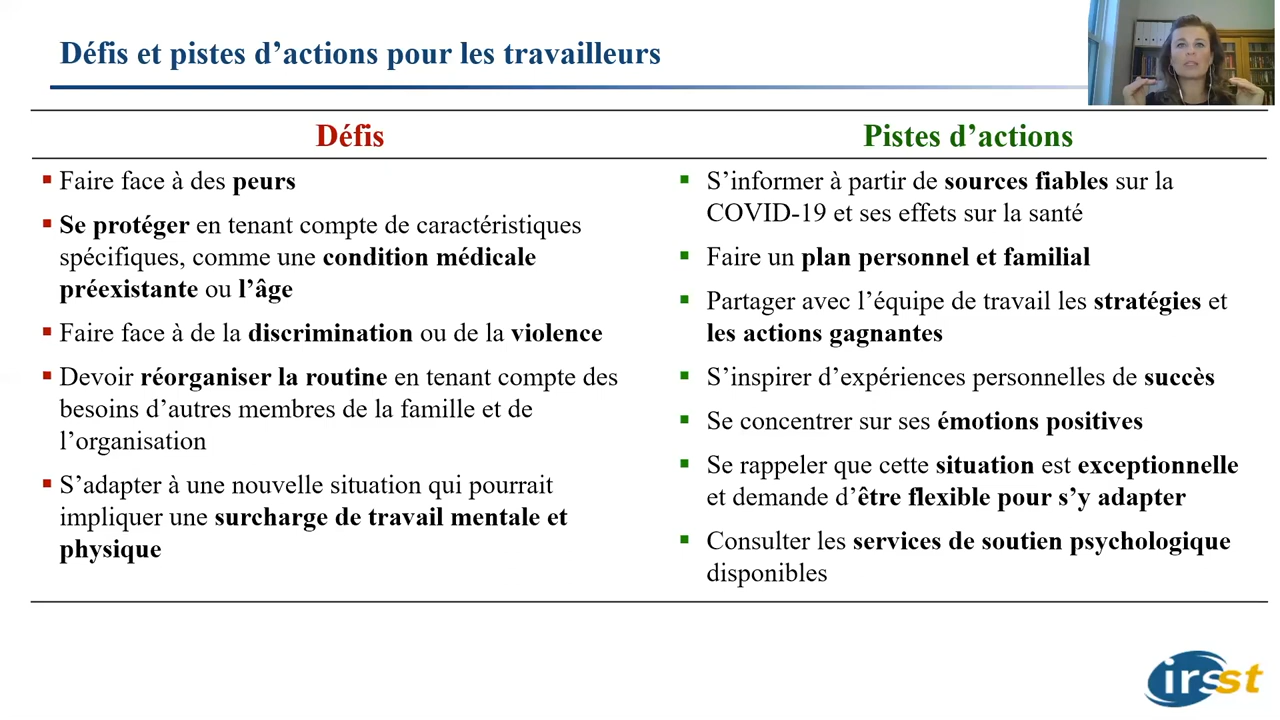 Défis et pistes d’actions pour les travailleurs
Défis
Faire face à des peurs
Se protéger en tenant compte de caractéristiques
spécifiques, comme une condition médicale
préexistante ou l’âge
Faire face à de la discrimination ou de la violence
Devoir réorganiser la routine en tenant compte des
besoins d’autres membres de la famille et de
l’organisation
S’adapter à une nouvelle situation qui pourrait
impliquer une surcharge de travail mentale et
physique
Pistes d’actions
S’informer à partir de sources fiables sur la
COVID-19 et ses effets sur la santé
Faire un plan personnel et familial
Partager avec l’équipe de travail les stratégies et
les actions gagnantes
S’inspirer d’expériences personnelles de succès
Se concentrer sur ses émotions positives
Se rappeler que cette situation est exceptionnelle
et demande d’être flexible pour s’y adapter
Consulter les services de soutien psychologique
disponibles
irsst